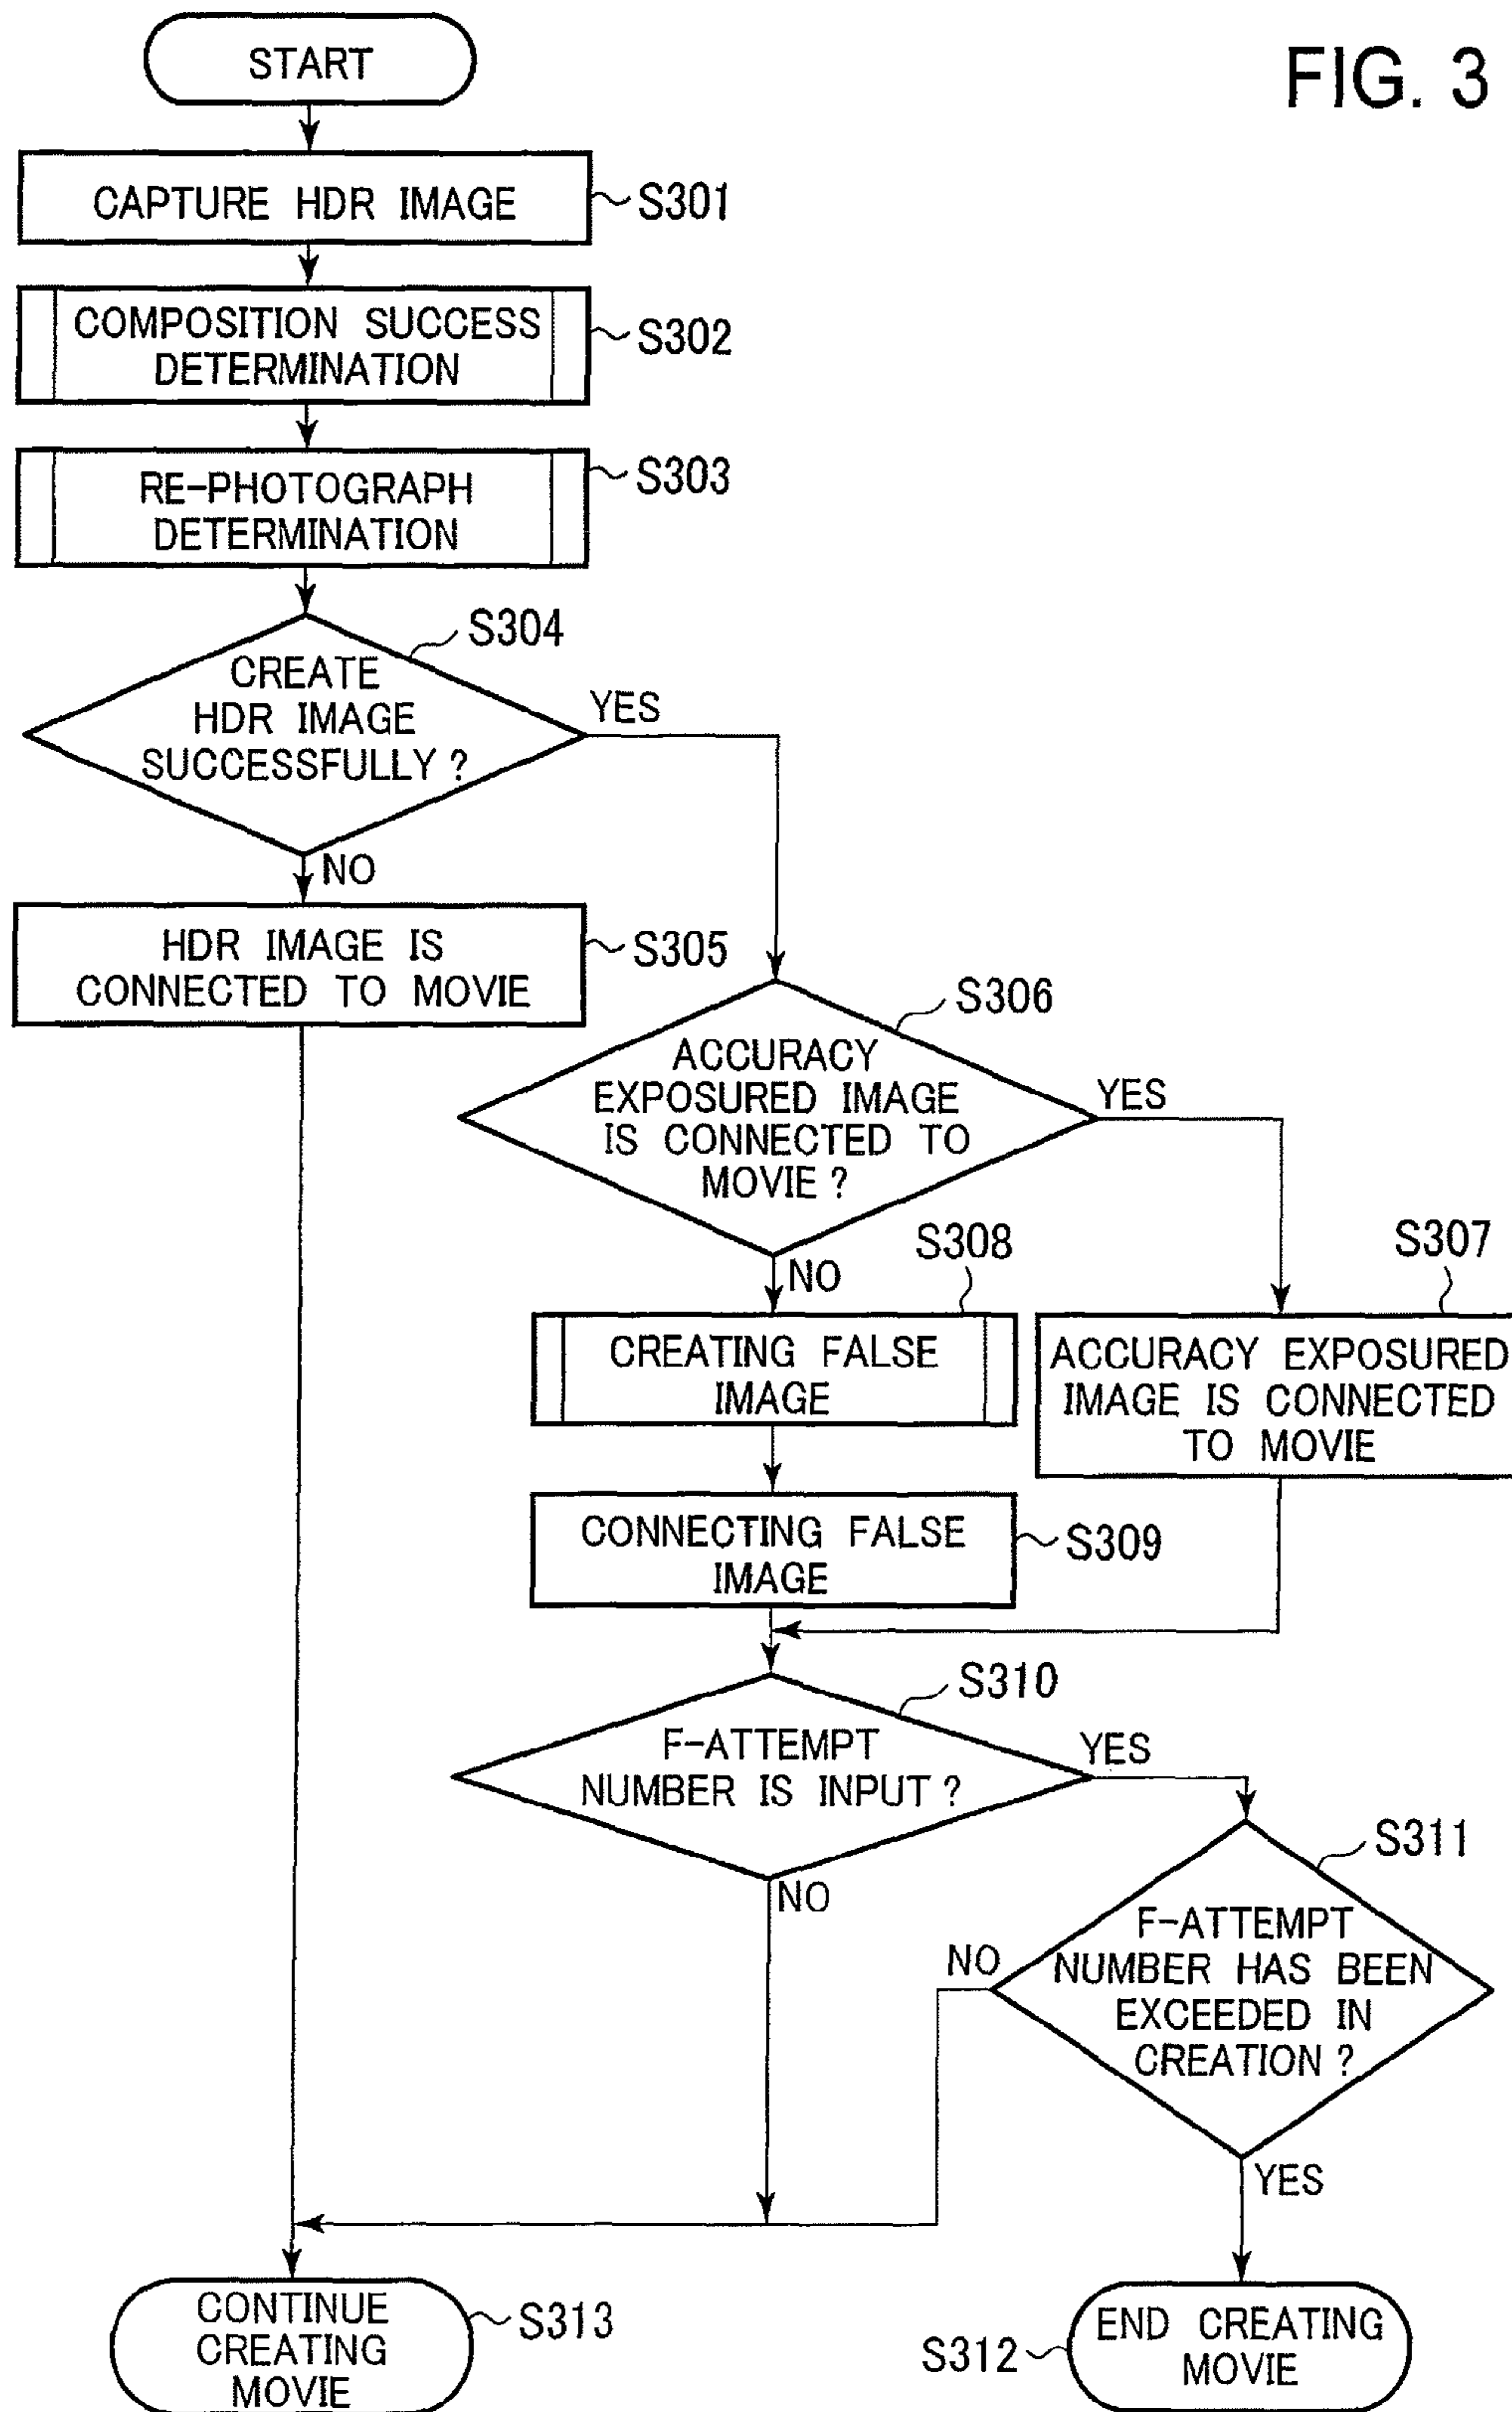 FIG. 3
START
CAPTURE HDR IMAGE
S301
COMPOSITION SUCCESS
DETERMINATION
S302
RE-PHOTOGRAPH
DETERMINATION
S303
S304
CREATE
HDR IMAGE
SUCCESSFULLY?
YES
NO
HDR IMAGE IS
CONNECTED TO MOVIE
S305
S306
ACCURACY
EXPOSURED IMAGE
IS CONNECTED TO
MOVIE?
YES
NO
S308
CREATING FALSE
IMAGE
S307
ACCURACY EXPOSURED
IMAGE IS CONNECTED
TO MOVIE
CONNECTING FALSE
IMAGE
S309
S310
F-ATTEMPT
NUMBER IS INPUT?
YES
NO
S311
F-ATTEMPT
NUMBER HAS BEEN
EXCEEDED IN
CREATION?
NO
YES
CONTINUE
CREATING
MOVIE
S313
S312
END CREATING
MOVIE